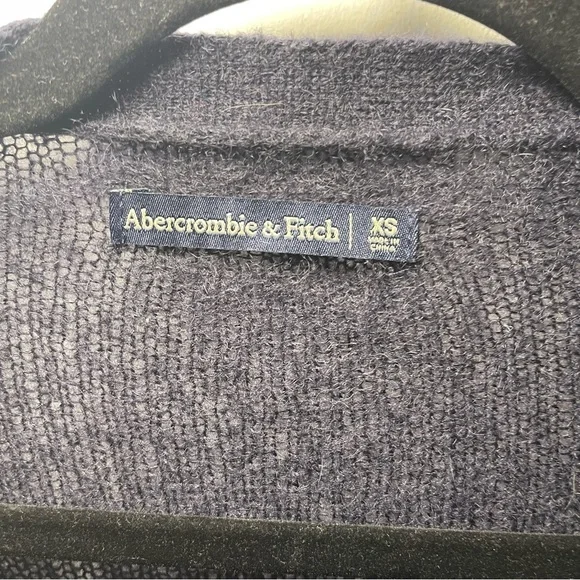 Abercrombie & Fitch | XS
MADE IN
CHINA